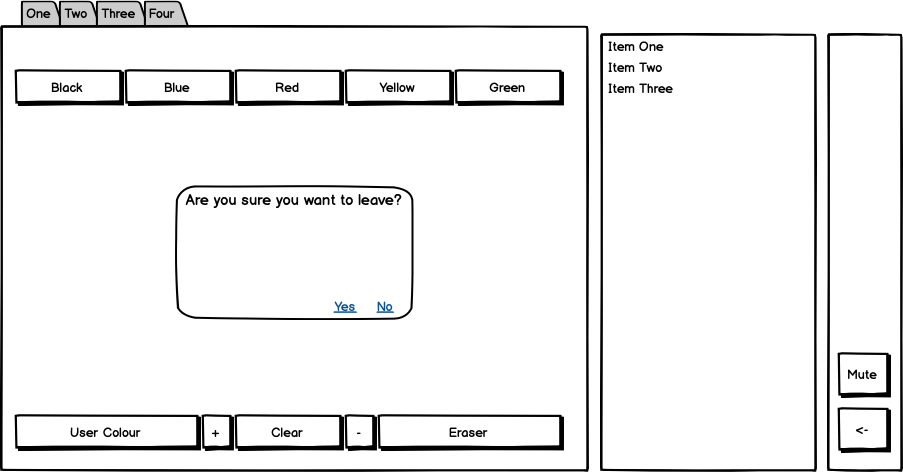 One Two Three Four
Black Blue Red Yellow Green
Are you sure you want to leave?
Yes No
User Colour + Clear - Eraser
Item One
Item Two
Item Three
Mute
<-